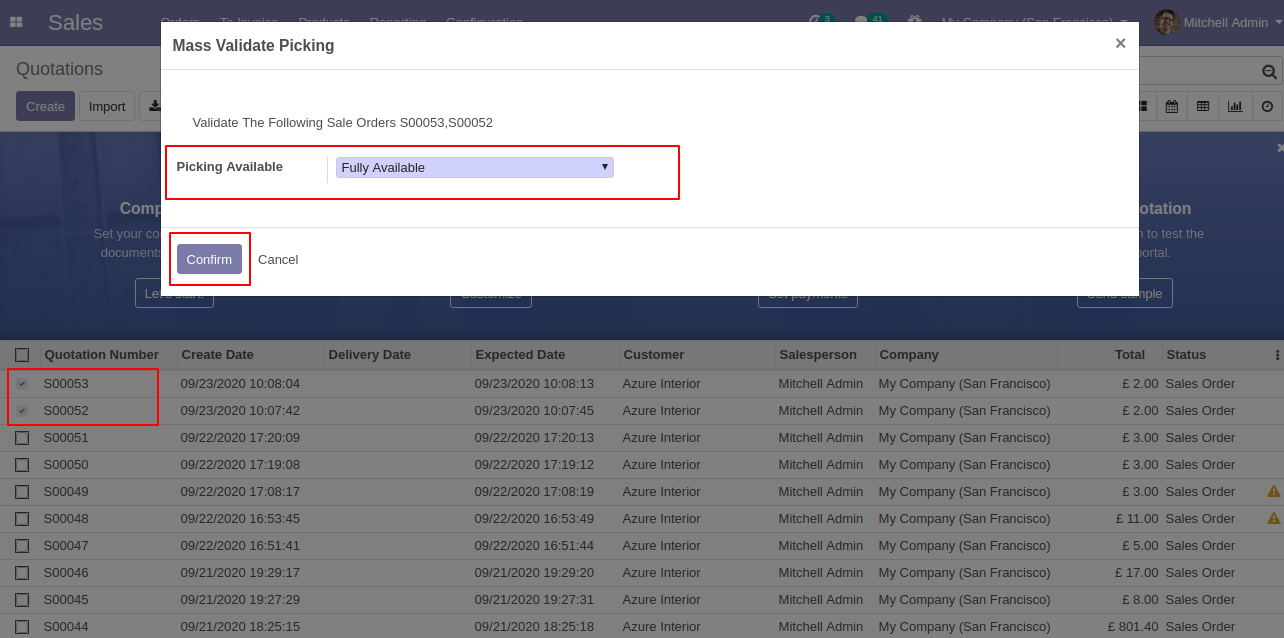 Sales
Orders To Invoice Products Reporting Configuration
3 41 My Company (San Francisco) Mitchell Admin
Mass Validate Picking ×
Quotations
Create Import
Validate The Following Sale Orders S00053,S00052
Picking Available Fully Available
Confirm Cancel
Set your
documents
to test the
portal.
Let's start!
Customize
Set payments
Send sample
Quotation Number Create Date Delivery Date Expected Date Customer Salesperson Company Total Status
S00053 09/23/2020 10:08:04 09/23/2020 10:08:13 Azure Interior Mitchell Admin My Company (San Francisco) £ 2.00 Sales Order
S00052 09/23/2020 10:07:42 09/23/2020 10:07:45 Azure Interior Mitchell Admin My Company (San Francisco) £ 2.00 Sales Order
S00051 09/22/2020 17:20:09 09/22/2020 17:20:13 Azure Interior Mitchell Admin My Company (San Francisco) £ 3.00 Sales Order
S00050 09/22/2020 17:19:08 09/22/2020 17:19:12 Azure Interior Mitchell Admin My Company (San Francisco) £ 3.00 Sales Order
S00049 09/22/2020 17:08:17 09/22/2020 17:08:19 Azure Interior Mitchell Admin My Company (San Francisco) £ 3.00 Sales Order
S00048 09/22/2020 16:53:45 09/22/2020 16:53:49 Azure Interior Mitchell Admin My Company (San Francisco) £ 11.00 Sales Order
S00047 09/22/2020 16:51:41 09/22/2020 16:51:44 Azure Interior Mitchell Admin My Company (San Francisco) £ 5.00 Sales Order
S00046 09/21/2020 19:29:17 09/21/2020 19:29:20 Azure Interior Mitchell Admin My Company (San Francisco) £ 17.00 Sales Order
S00045 09/21/2020 19:27:29 09/21/2020 19:27:31 Azure Interior Mitchell Admin My Company (San Francisco) £ 8.00 Sales Order
S00044 09/21/2020 18:25:15 09/21/2020 18:25:18 Azure Interior Mitchell Admin My Company (San Francisco) £ 801.40 Sales Order